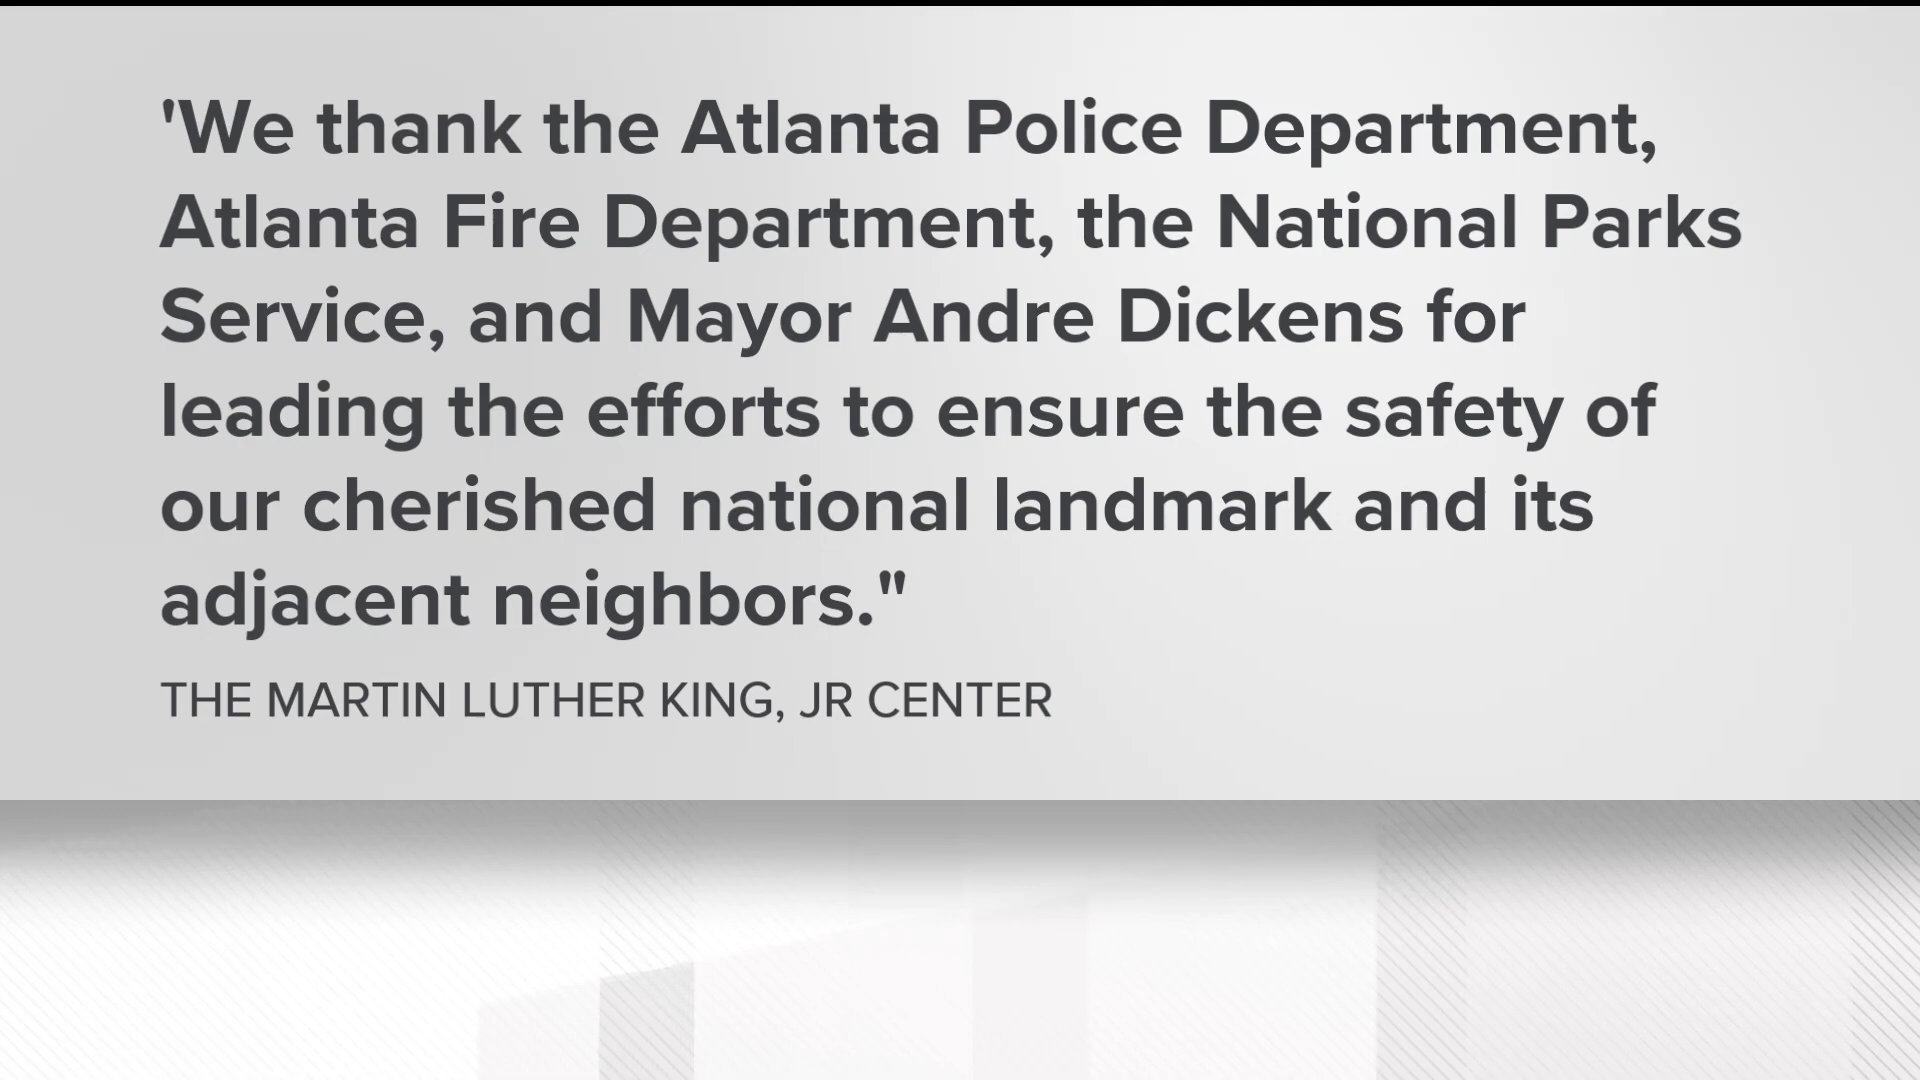 'We thank the Atlanta Police Department,
Atlanta Fire Department, the National Parks
Service, and Mayor Andre Dickens for
leading the efforts to ensure the safety of
our cherished national landmark and its
adjacent neighbors."
THE MARTIN LUTHER KING, JR CENTER